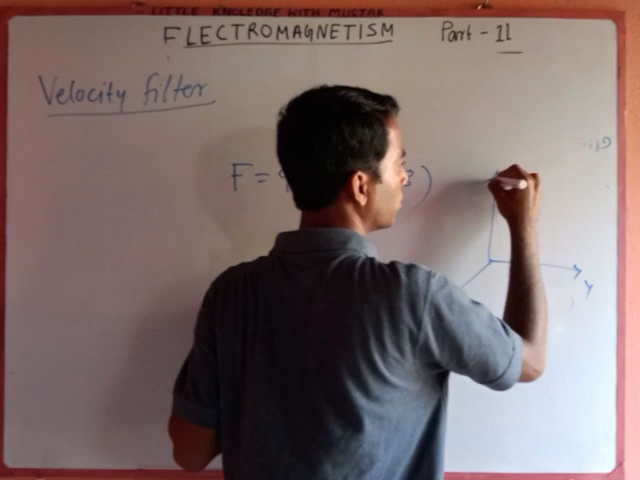 LITTLE KNOWLEDGE WITH MUSTAK
ELECTROMAGNETISM Part - 11
Velocity filter
F = q
B)
Y